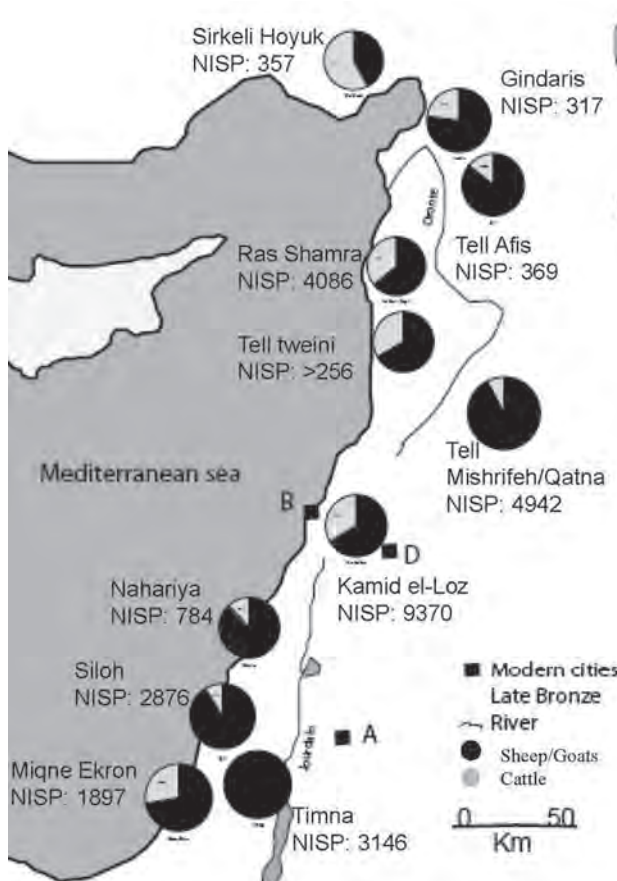 Sirkeli Hoyuk
NISP: 357
Gindaris
NISP: 317
Oronte
Tell Afis
NISP: 369
Ras Shamra
NISP: 4086
Tell tweini
NISP: >256
Tell
Mishrifeh/Qatna
NISP: 4942
Mediterranean sea
B
D
Kamid el-Loz
NISP: 9370
Nahariya
NISP: 784
Siloh
NISP: 2876
A
Miqne Ekron
NISP: 1897
Timna
NISP: 3146
Modern cities
Late Bronze
River
Sheep/Goats
Cattle
0 50
Km